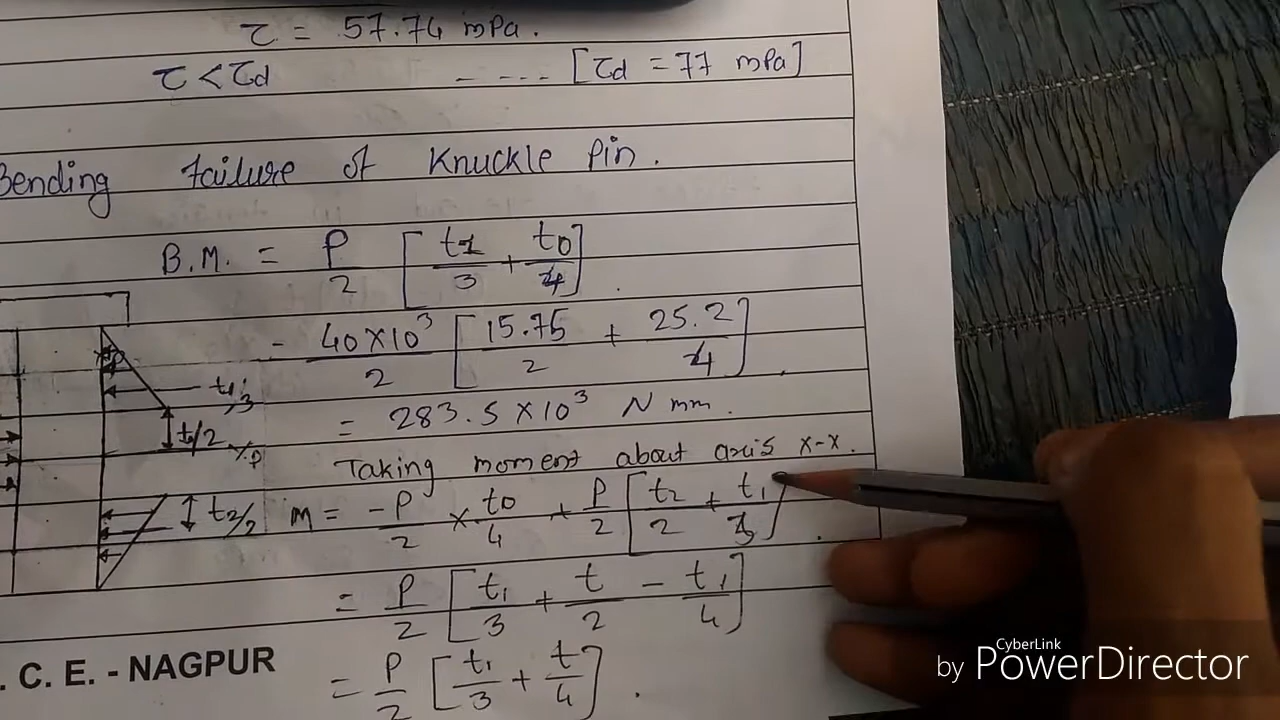 τ = 57.74 mPa.
τ < τd ---- [τd = 77 mPa]
Bending failure of Knuckle Pin.
B.M. = P/2 [t1/3 + t0/4].
- 40×10³/2 [15.75/2 + 25.2/4].
= 283.5×10³ N mm.
t1/3
t/2
t2/2
Taking moment about axis x-x.
M = -P/2 × t0/4 + P/2 [t2/2 + t1/3].
= P/2 [t1/3 + t/2 - t1/4]
= P/2 [t1/3 + t/4].
. C. E. - NAGPUR
CyberLink
by PowerDirector